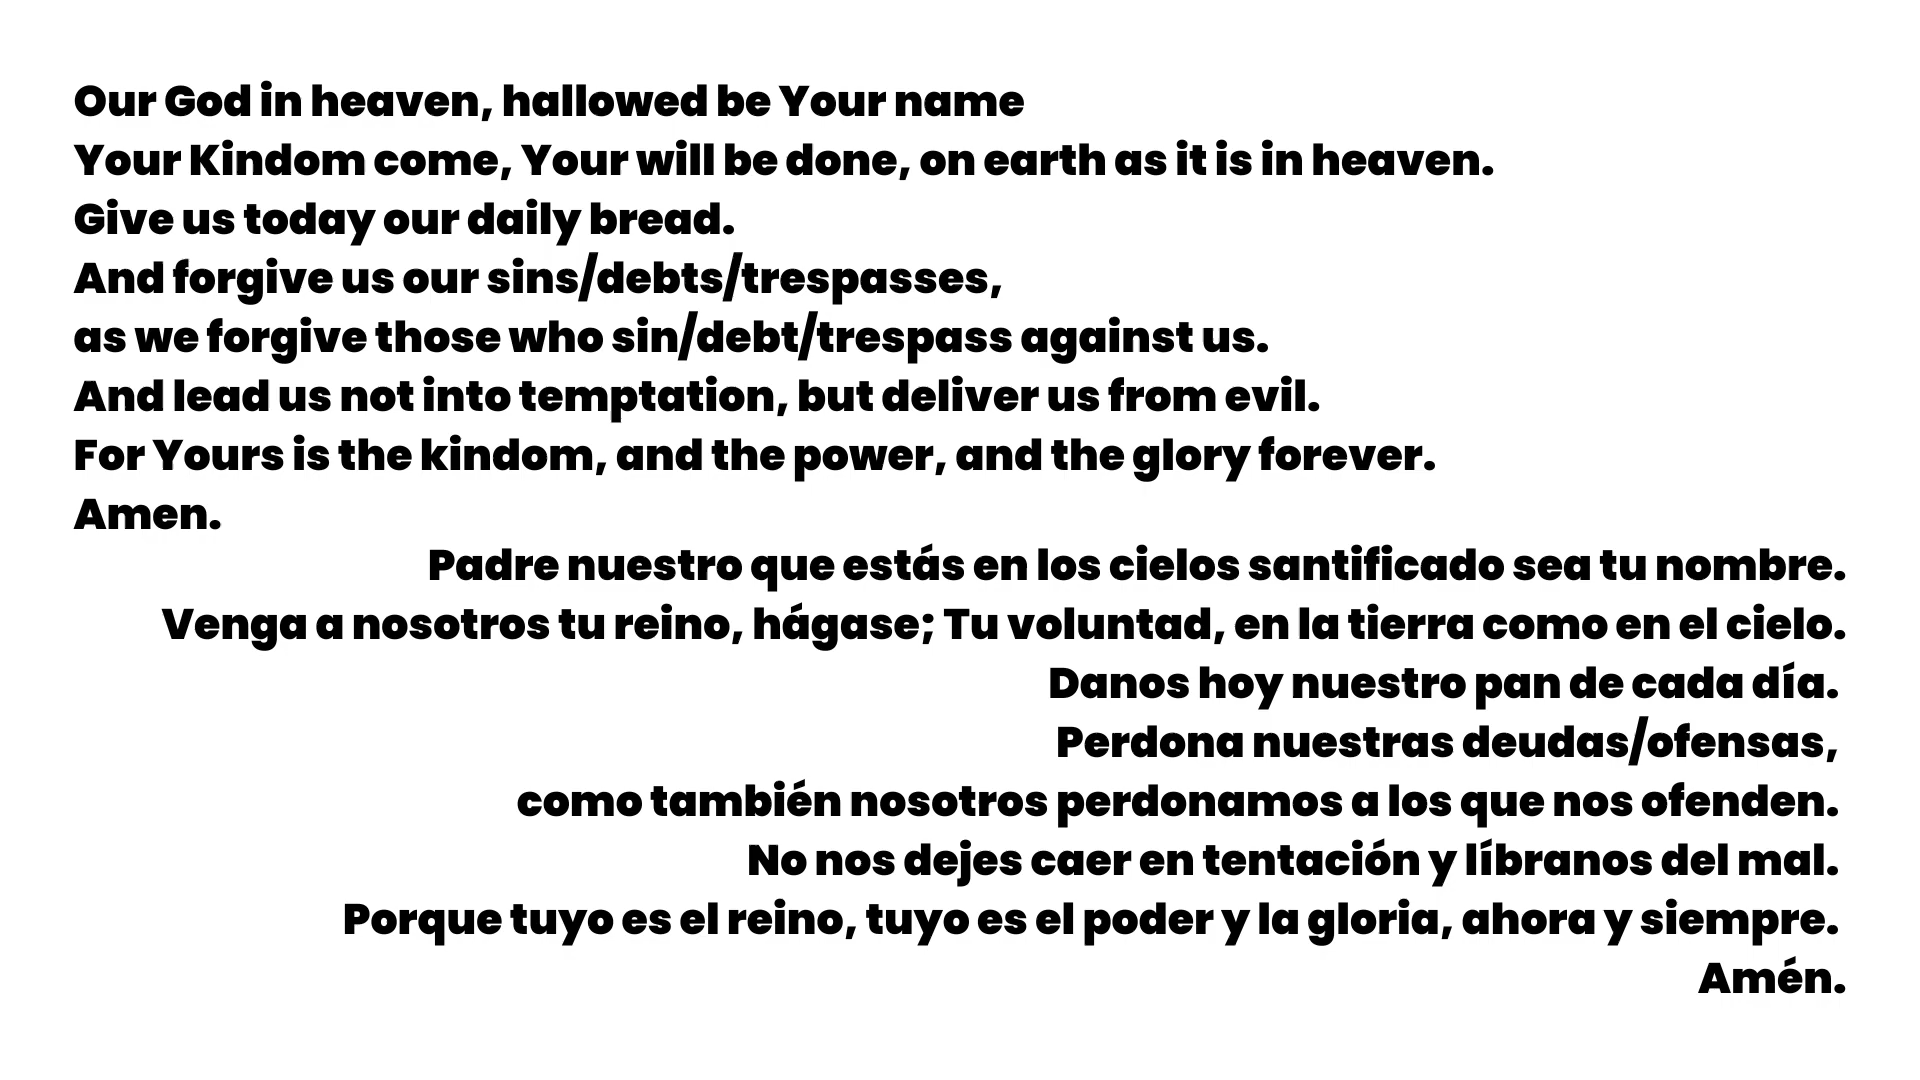 Our God in heaven, hallowed be Your name
Your Kindom come, Your will be done, on earth as it is in heaven.
Give us today our daily bread.
And forgive us our sins/debts/trespasses,
as we forgive those who sin/debt/trespass against us.
And lead us not into temptation, but deliver us from evil.
For Yours is the kindom, and the power, and the glory forever.
Amen.
Padre nuestro que estás en los cielos santificado sea tu nombre.
Venga a nosotros tu reino, hágase; Tu voluntad, en la tierra como en el cielo.
Danos hoy nuestro pan de cada día.
Perdona nuestras deudas/ofensas,
como también nosotros perdonamos a los que nos ofenden.
No nos dejes caer en tentación y líbranos del mal.
Porque tuyo es el reino, tuyo es el poder y la gloria, ahora y siempre.
Amén.